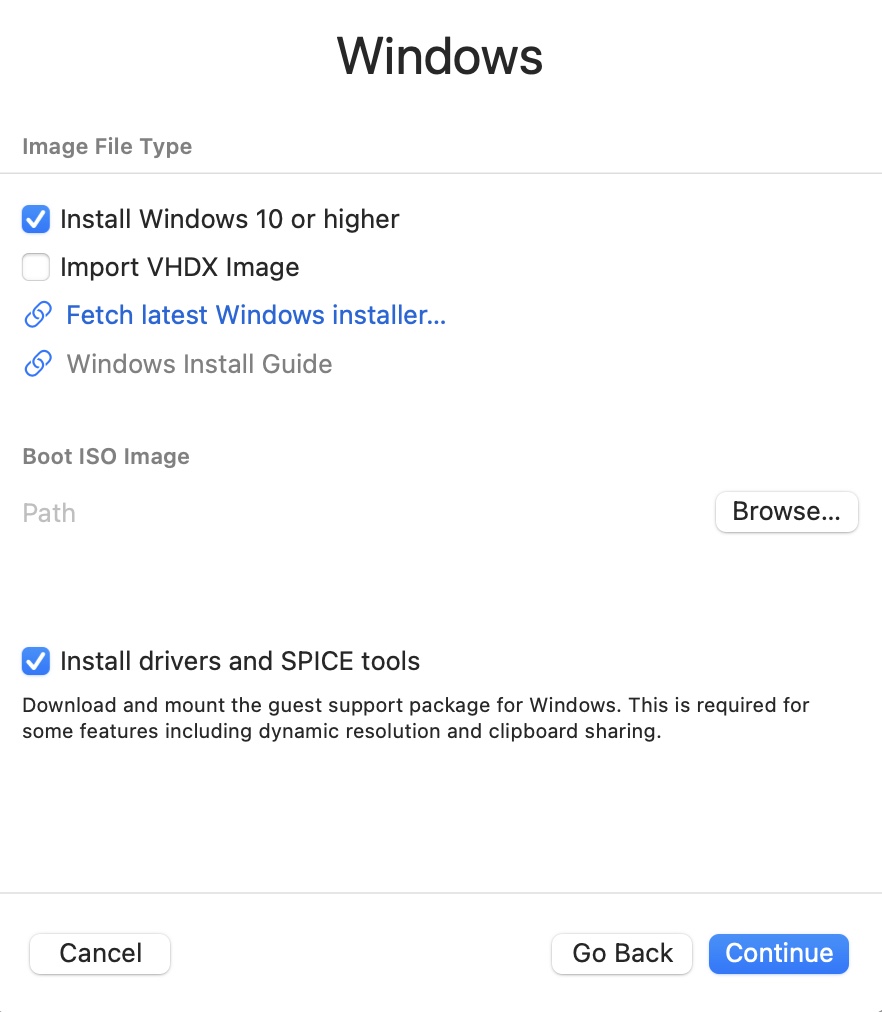 Windows
Image File Type
Install Windows 10 or higher
Import VHDX Image
Fetch latest Windows installer...
Windows Install Guide
Boot ISO Image
Path
Browse...
Install drivers and SPICE tools
Download and mount the guest support package for Windows. This is required for
some features including dynamic resolution and clipboard sharing.
Cancel
Go Back
Continue